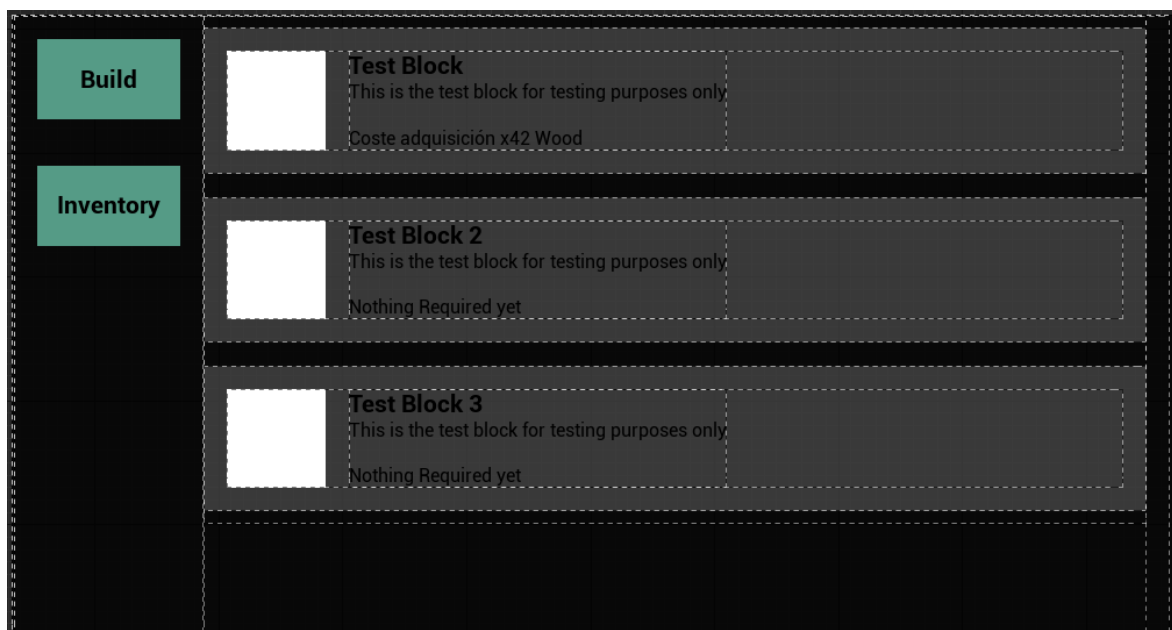 Build
Inventory
Test Block
This is the test block for testing purposes only
Coste adquisición x42 Wood
Test Block 2
This is the test block for testing purposes only
Nothing Required yet
Test Block 3
This is the test block for testing purposes only
Nothing Required yet